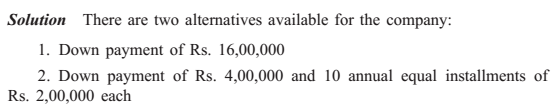 Solution There are two alternatives available for the company:
1. Down payment of Rs. 16,00,000
2. Down payment of Rs. 4,00,000 and 10 annual equal installments of
Rs. 2,00,000 each